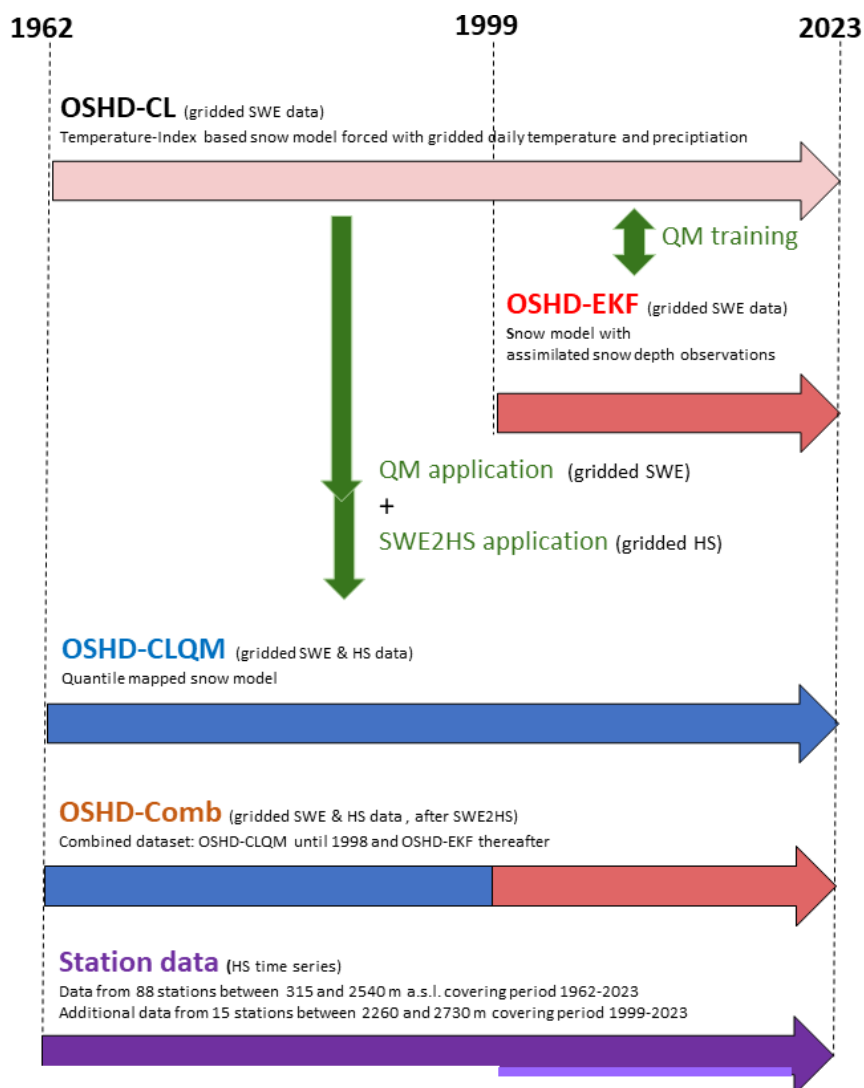 1962 1999 2023
OSHD-CL (gridded SWE data)
Temperature-Index based snow model forced with gridded daily temperature and preciptiation
QM training
OSHD-EKF (gridded SWE data)
Snow model with
assimilated snow depth observations
QM application (gridded SWE)
+
SWE2HS application (gridded HS)
OSHD-CLQM (gridded SWE & HS data)
Quantile mapped snow model
OSHD-Comb (gridded SWE & HS data , after SWE2HS)
Combined dataset: OSHD-CLQM until 1998 and OSHD-EKF thereafter
Station data (HS time series)
Data from 88 stations between 315 and 2540 m a.s.l. covering period 1962-2023
Additional data from 15 stations between 2260 and 2730 m covering period 1999-2023